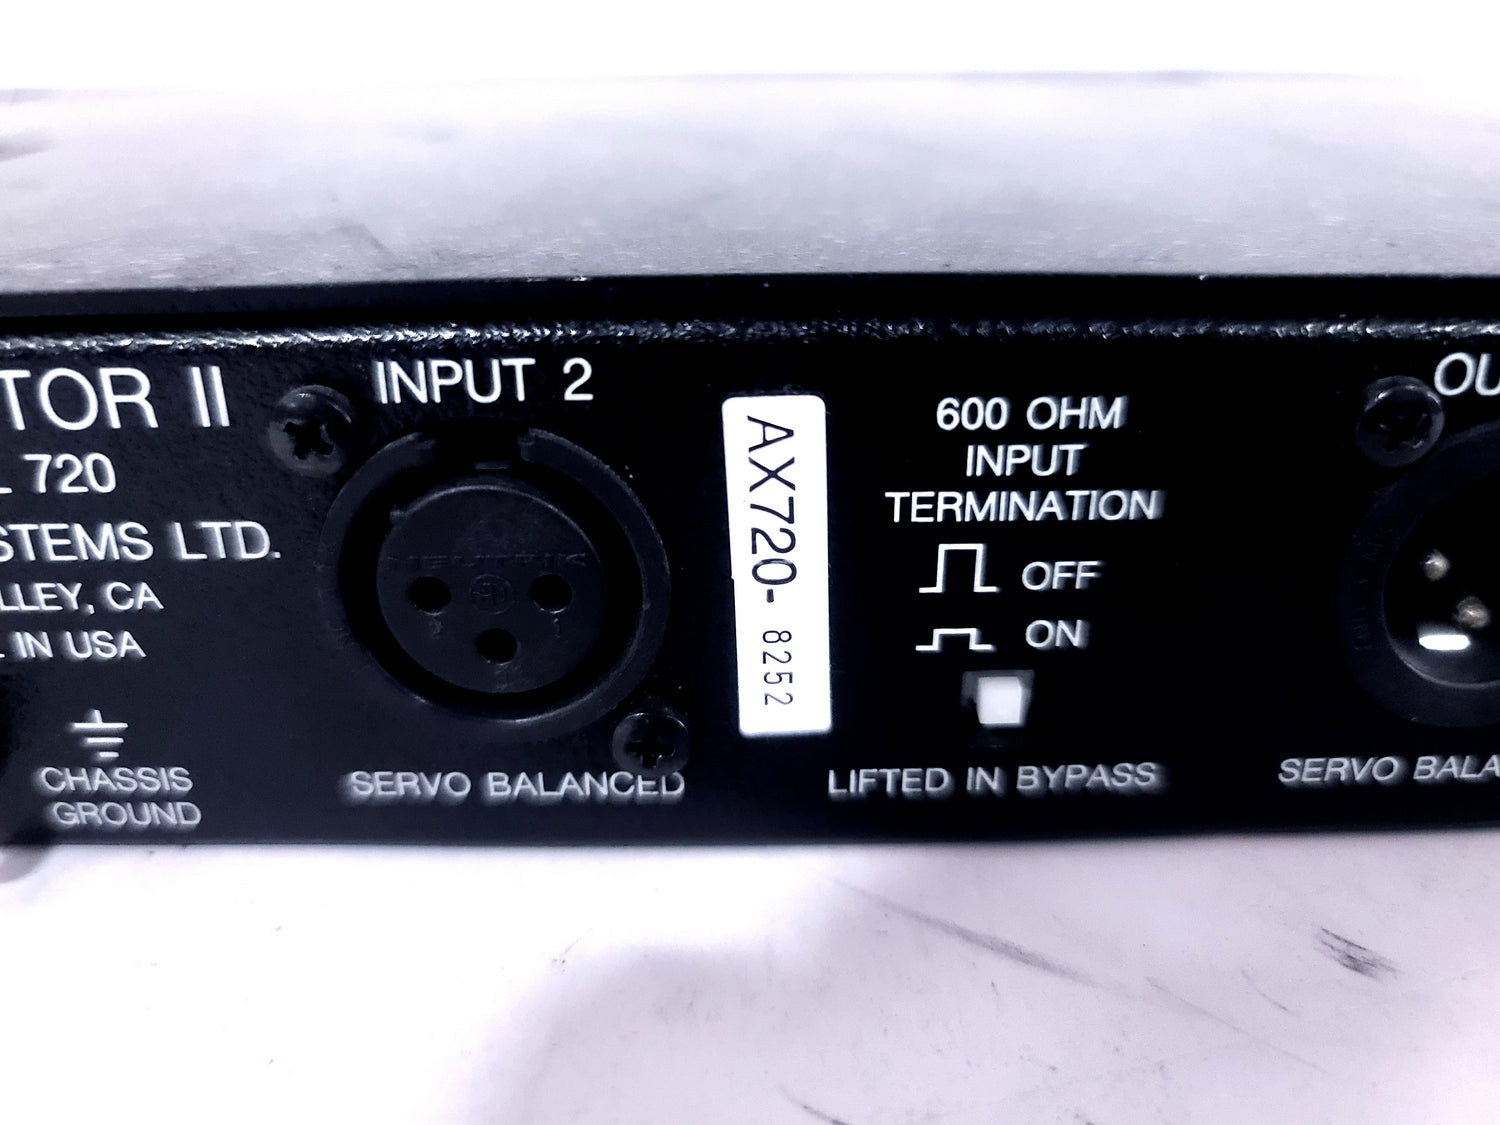 TOR II
L 720
STEMS LTD.
LLEY, CA
IN USA
CHASSIS
GROUND
INPUT 2
NEUTRIK
SERVO BALANCED
AX720- 8252
600 OHM
INPUT
TERMINATION
OFF
ON
LIFTED IN BYPASS
OU
SERVO BALA